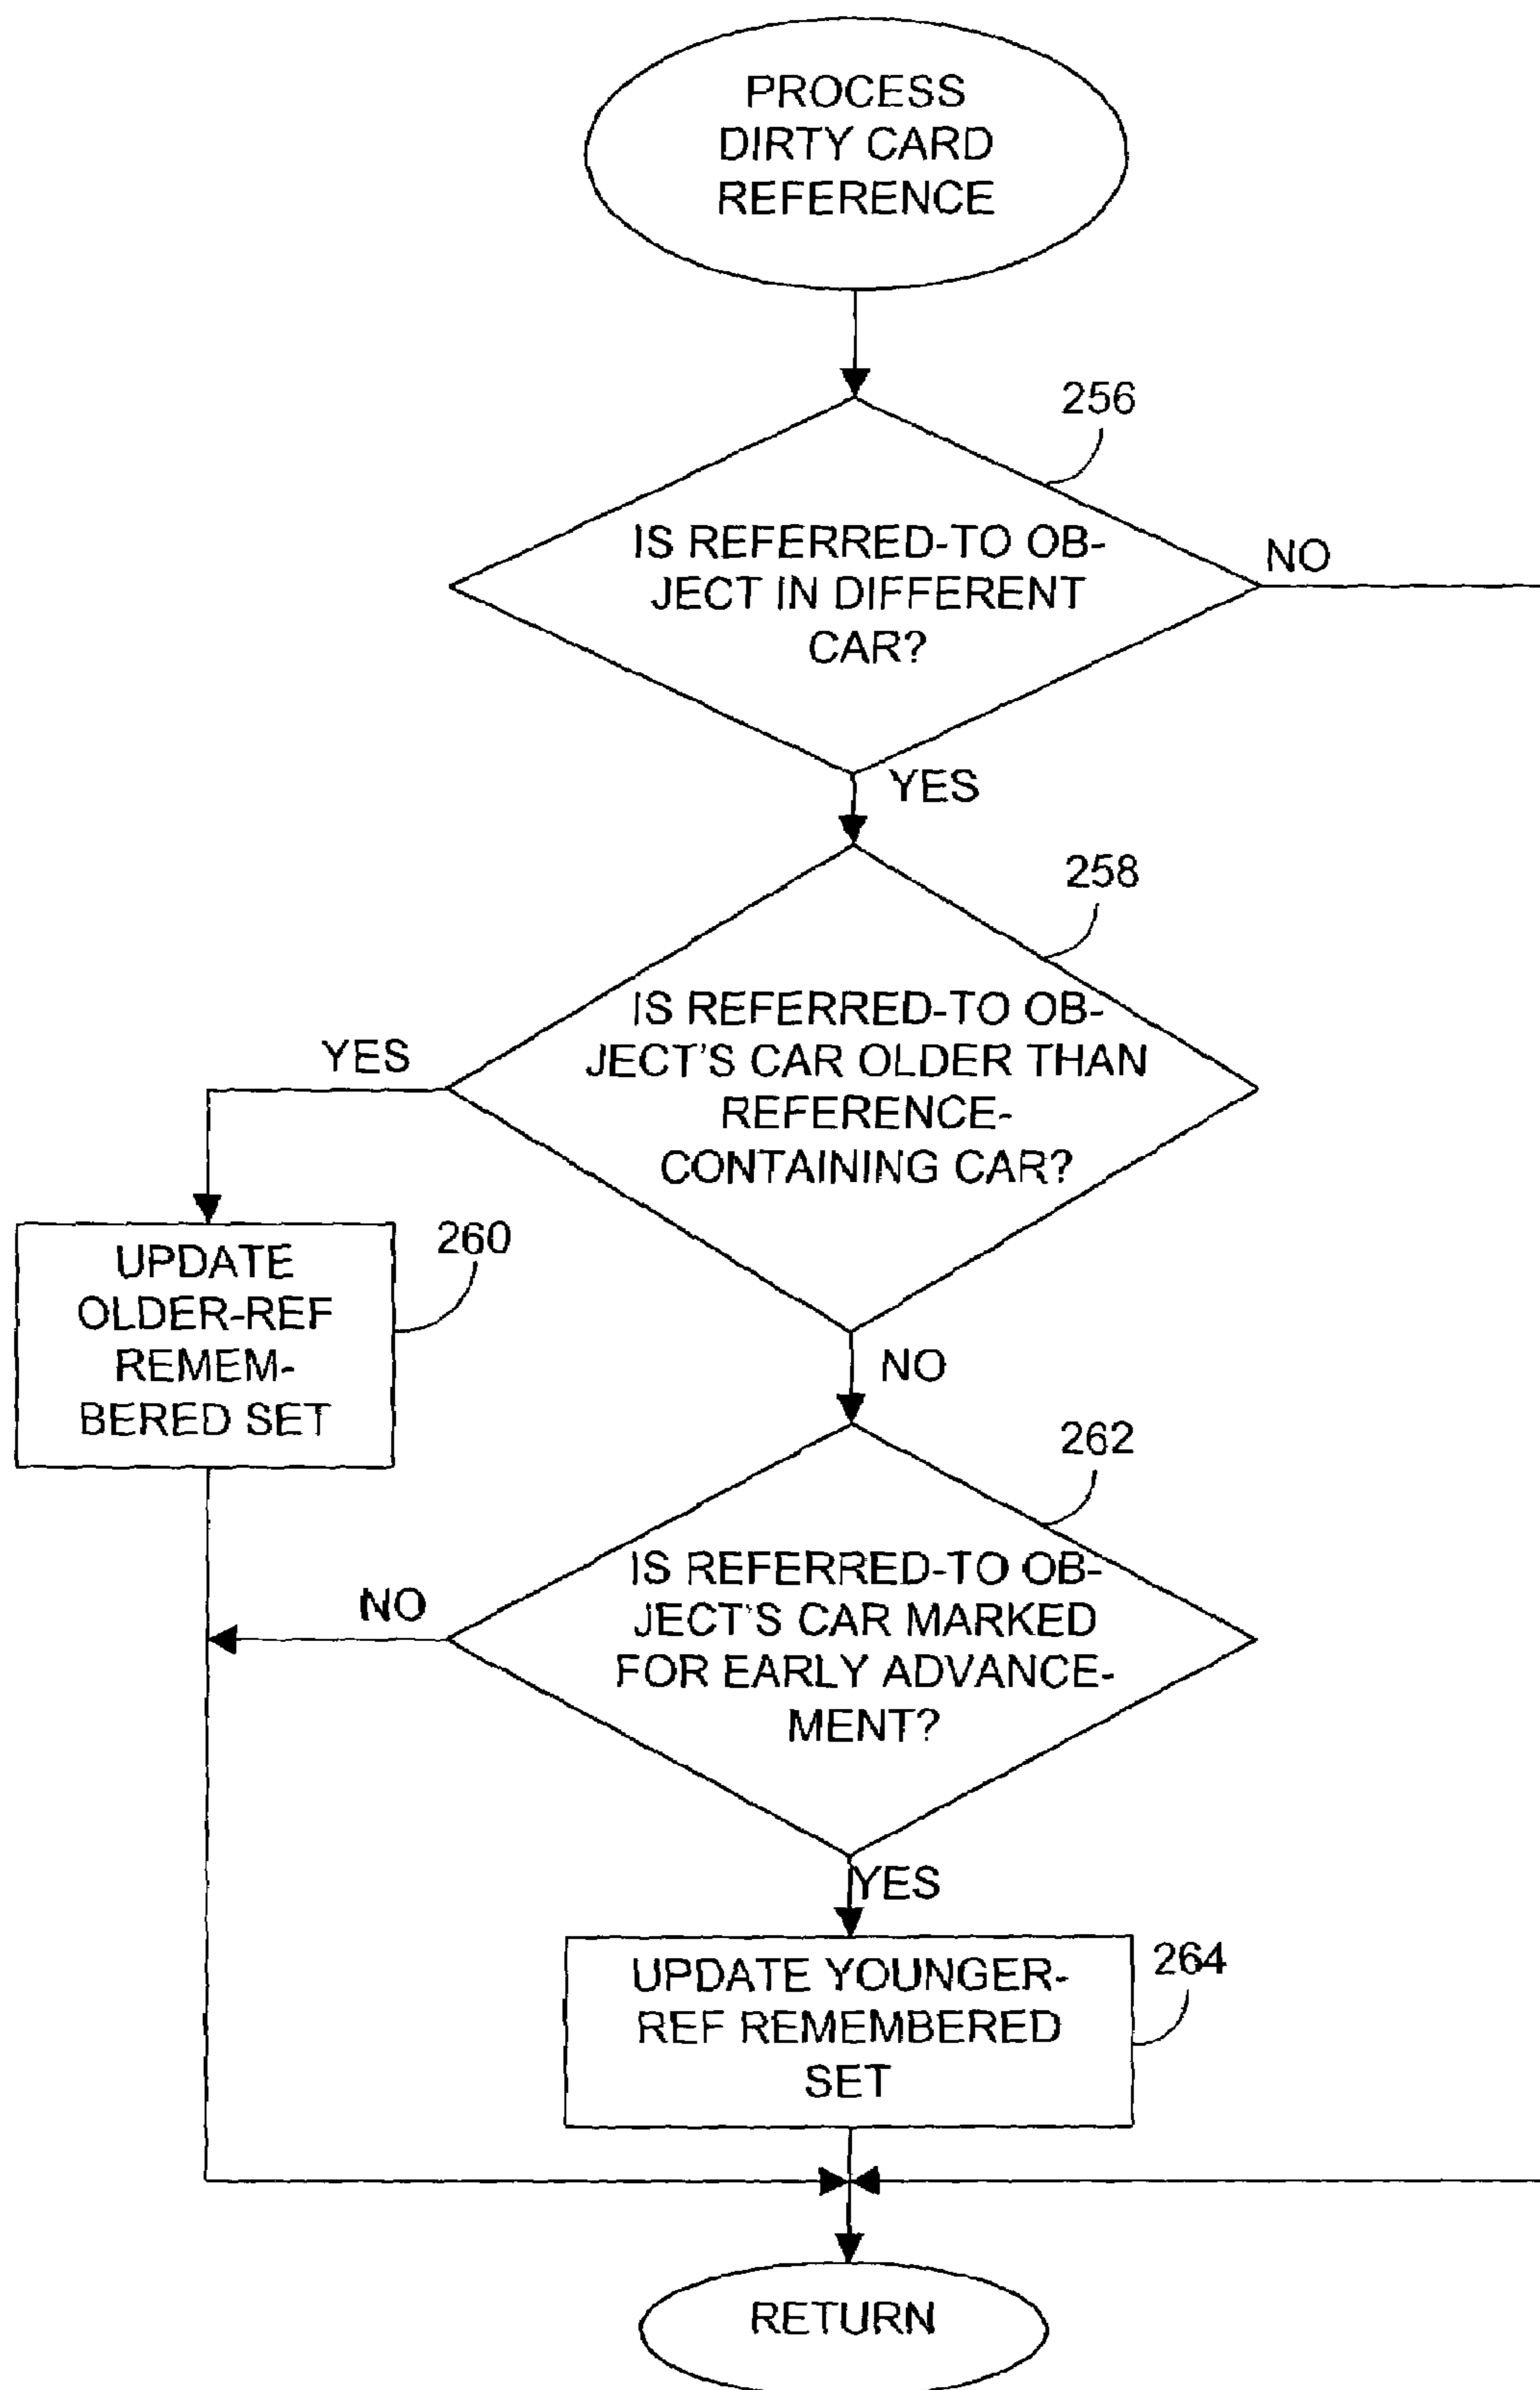 PROCESS
DIRTY CARD
REFERENCE
256
IS REFERRED-TO OB-
JECT IN DIFFERENT
CAR?
NO
YES
258
IS REFERRED-TO OB-
JECT'S CAR OLDER THAN
REFERENCE-
CONTAINING CAR?
YES
260
UPDATE
OLDER-REF
REMEM-
BERED SET
NO
262
IS REFERRED-TO OB-
JECT'S CAR MARKED
FOR EARLY ADVANCE-
MENT?
NO
YES
264
UPDATE YOUNGER-
REF REMEMBERED
SET
RETURN